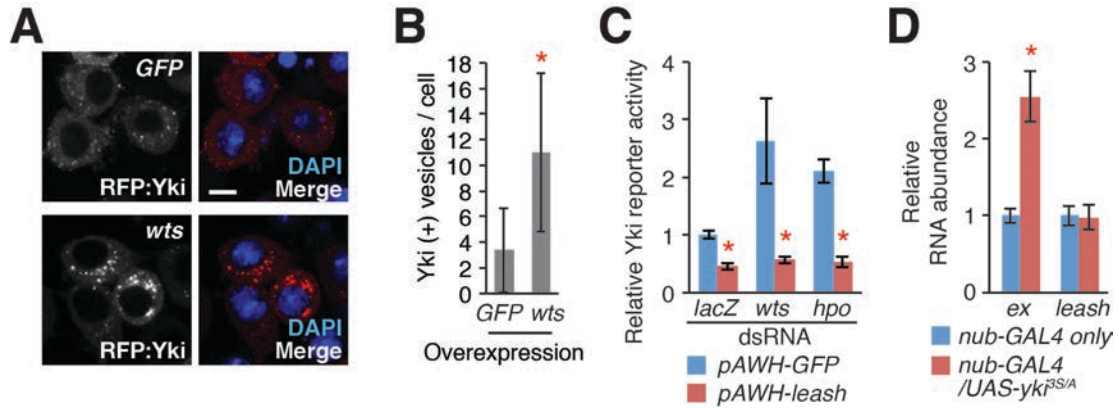 A
GFP
RFP:Yki
DAPI
Merge
wts
RFP:Yki
DAPI
Merge
B
Yki (+) vesicles / cell
18
16
14
12
10
8
6
4
2
0
*
GFP wts
Overexpression
C
Relative Yki reporter activity
4
3
2
1
0
* * *
lacZ wts hpo
dsRNA
pAWH-GFP
pAWH-leash
D
Relative
RNA abundance
3
2
1
0
*
ex leash
nub-GAL4 only
nub-GAL4
/UAS-yki3S/A